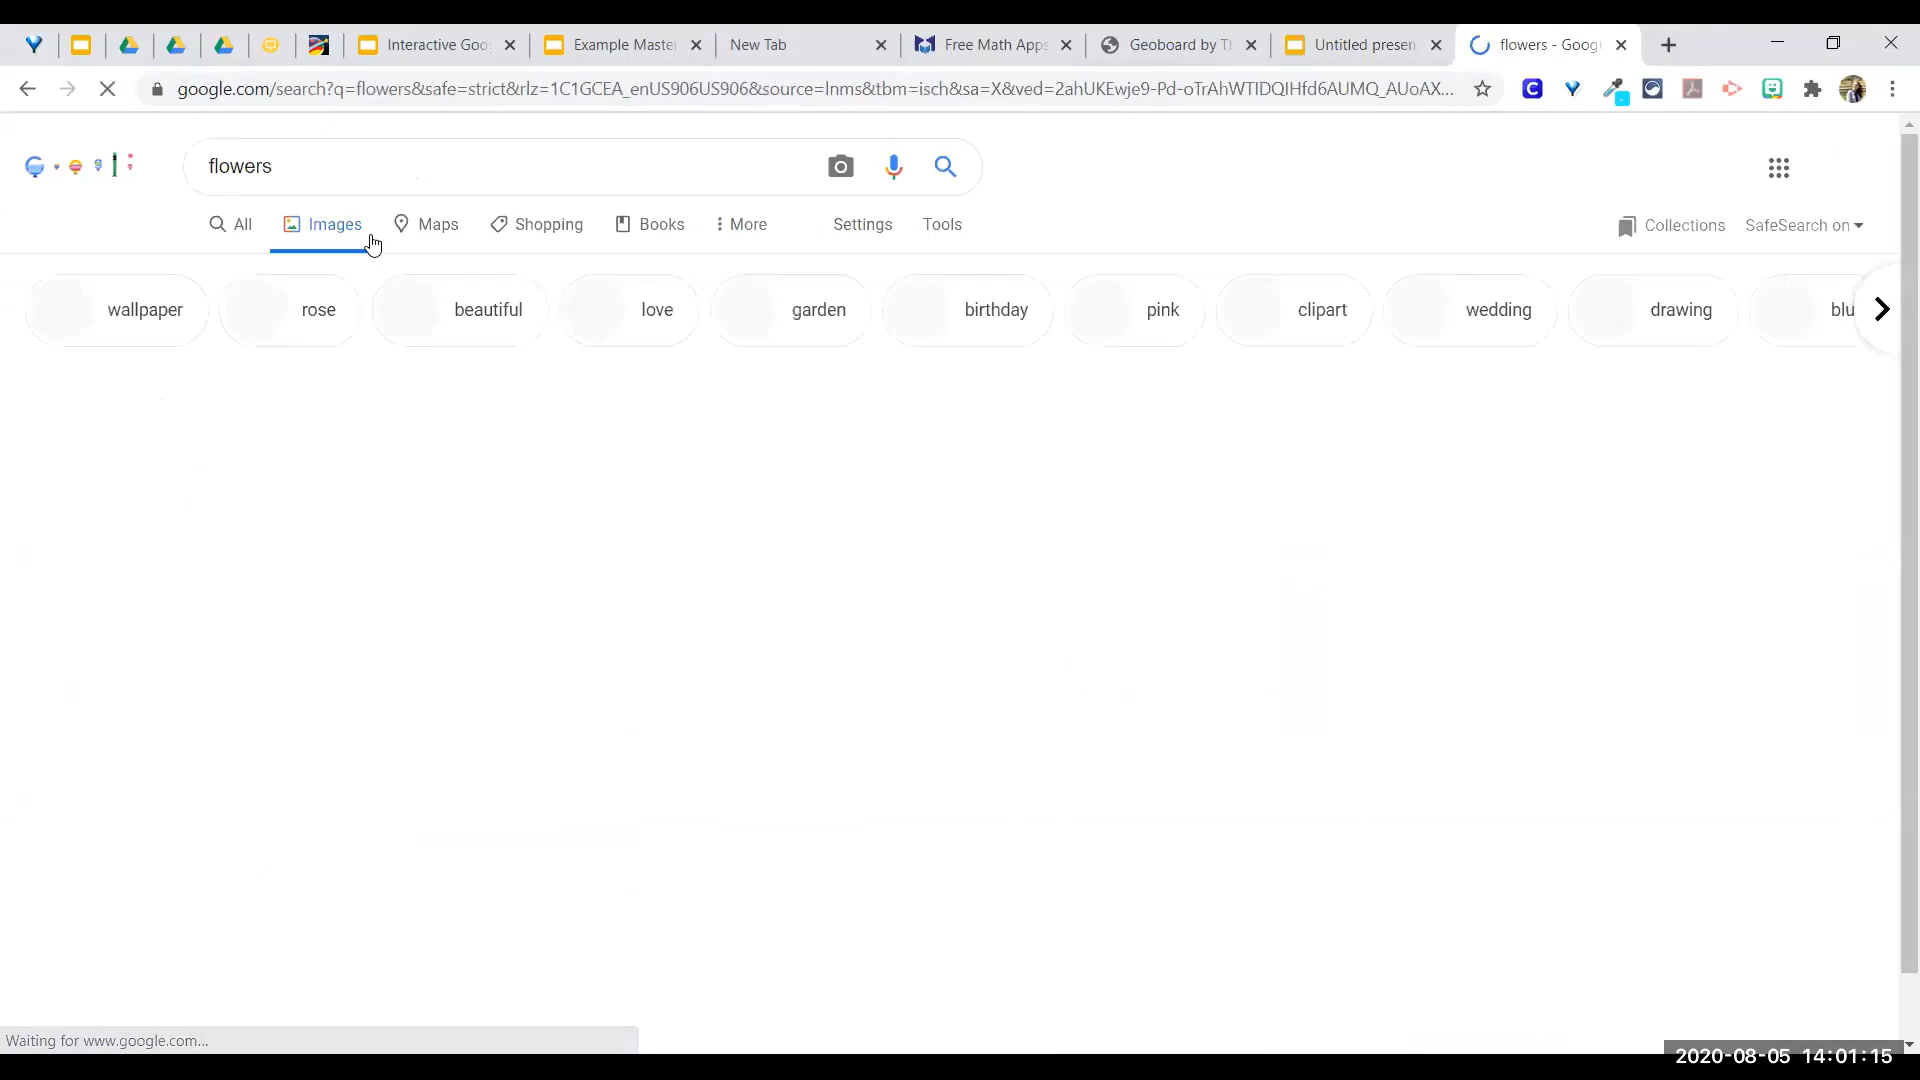 Interactive Goo
Example Master
New Tab
Free Math Apps
Geoboard by Th
Untitled presen
flowers - Goog
google.com/search?q=flowers&safe=strict&rlz=1C1GCEA_enUS906US906&source=lnms&tbm=isch&sa=X&ved=2ahUKEwje9-Pd-oTrAhWTIDQIHfd6AUMQ_AUoAX...
flowers
All
Images
Maps
Shopping
Books
More
Settings
Tools
Collections
SafeSearch on
wallpaper
rose
beautiful
love
garden
birthday
pink
clipart
wedding
drawing
blu
Waiting for www.google.com...
2020-08-05 14:01:15